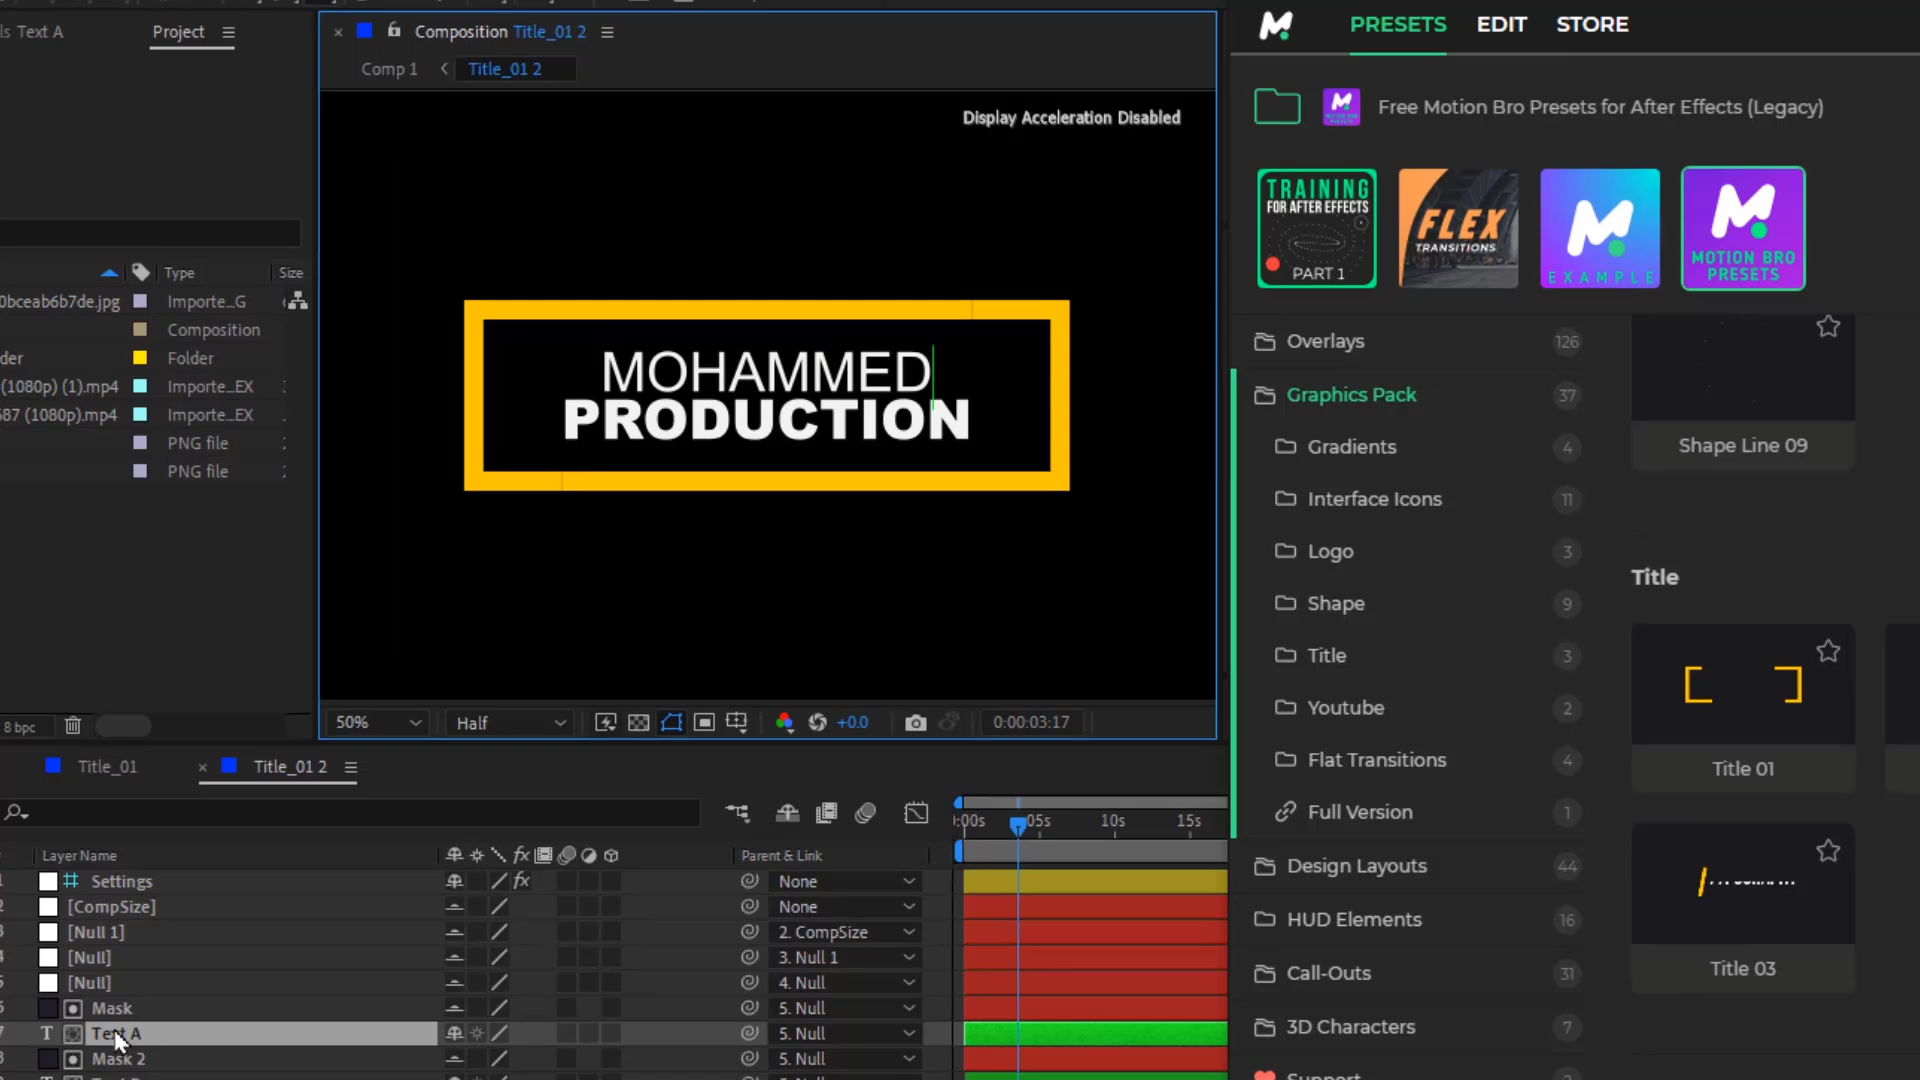 ls Text A
Project
Composition Title_01 2
PRESETS
EDIT
STORE
Comp 1
Title_01 2
Free Motion Bro Presets for After Effects (Legacy)
Display Acceleration Disabled
TRAINING
FOR AFTER EFFECTS
PART 1
FLEX
TRANSITIONS
EXAMPLE
MOTION BRO
PRESETS
Type
Size
0bceab6b7de.jpg
Importe_G
Composition
der
Folder
(1080p) (1).mp4
Importe_EX
687 (1080p).mp4
Importe_EX
PNG file
PNG file
MOHAMMED
PRODUCTION
Overlays 126
Graphics Pack 37
Gradients 4
Interface Icons 11
Logo 3
Shape 9
Title 3
Youtube 2
Flat Transitions 4
Full Version 1
Design Layouts 44
HUD Elements 16
Call-Outs 31
3D Characters 7
Support
Shape Line 09
Title
Title 01
Title 03
8 bpc
50%
Half
+0.0
0:00:03:17
Title_01
Title_01 2
:00s
05s
10s
15s
Layer Name
fx
Parent & Link
Settings fx None
[CompSize] None
[Null 1] 2. CompSize
[Null] 3. Null 1
[Null] 4. Null
Mask 5. Null
T Text A 5. Null
Mask 2 5. Null